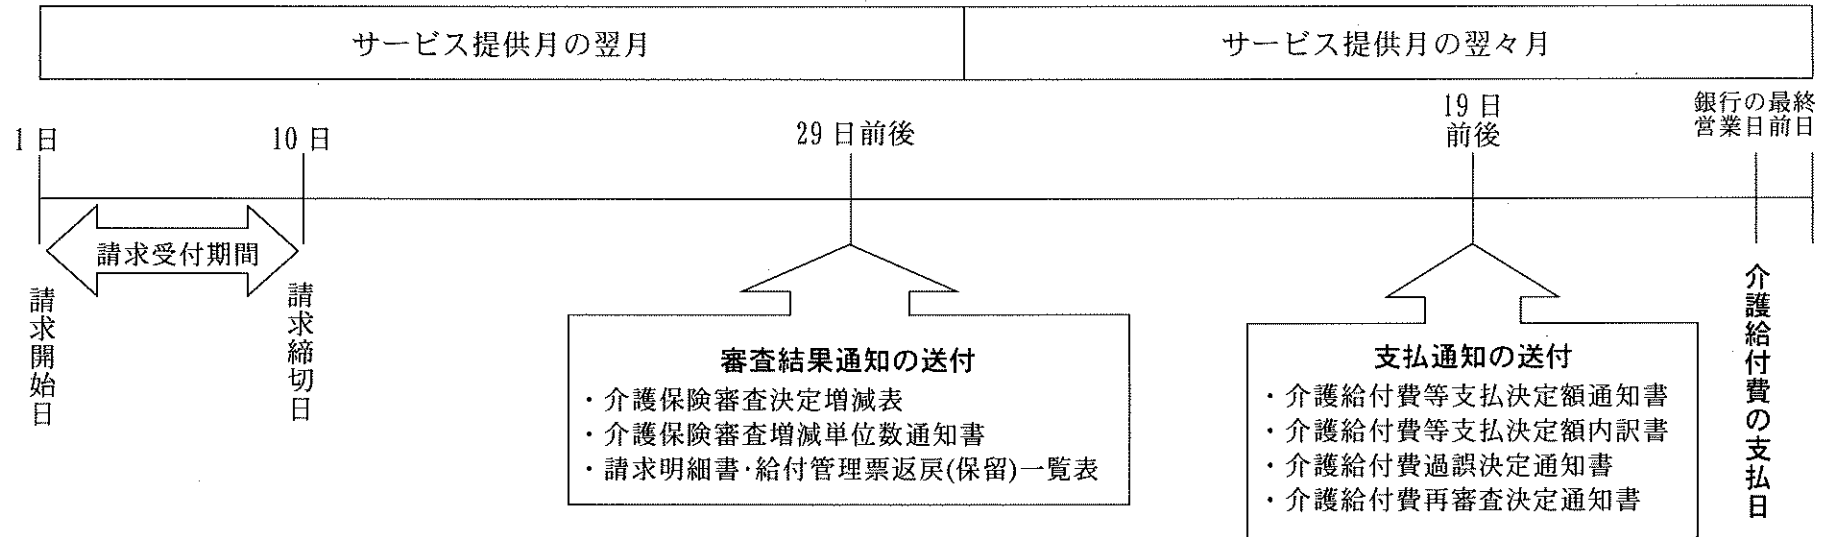 サービス提供月の翌月
サービス提供月の翌々月
1日
10日
29日前後
19日
前後
銀行の最終
営業日前日
請求受付期間
請求開始日
請求締切日
審査結果通知の送付
・介護保険審査決定増減表
・介護保険審査増減単位数通知書
・請求明細書・給付管理票返戻(保留)一覧表
支払通知の送付
・介護給付費等支払決定額通知書
・介護給付費等支払決定額内訳書
・介護給付費過誤決定通知書
・介護給付費再審査決定通知書
介護給付費の支払日